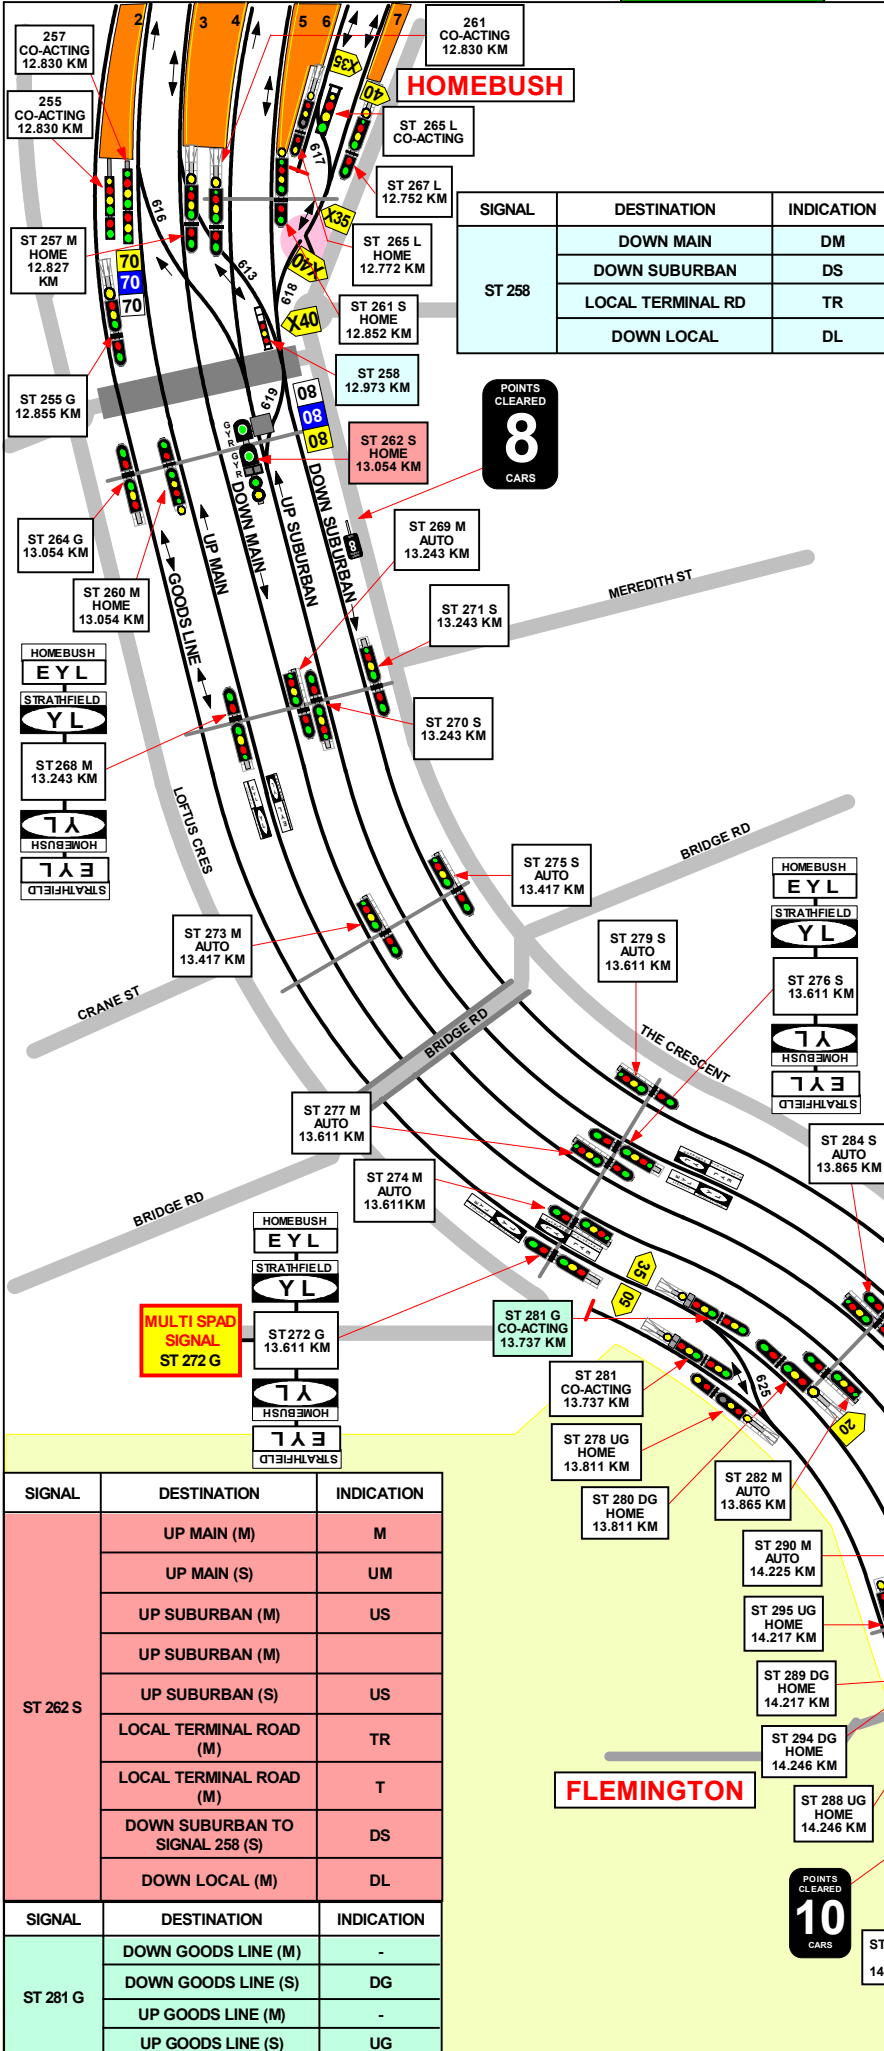 2
3
4
5
6
7
257
CO-ACTING
12.830 KM
261
CO-ACTING
12.830 KM
X35
40
HOMEBUSH
255
CO-ACTING
12.830 KM
ST 265 L
CO-ACTING
617
ST 267 L
12.752 KM
616
X35
ST 257 M
HOME
12.827
KM
ST 265 L
HOME
12.772 KM
70
70
70
613
X40
618
ST 261 S
HOME
12.852 KM
X40
SIGNAL
DESTINATION
INDICATION
ST 258
DOWN MAIN
DM
DOWN SUBURBAN
DS
LOCAL TERMINAL RD
TR
DOWN LOCAL
DL
ST 255 G
12.855 KM
ST 258
12.973 KM
619
80
80
80
POINTS
CLEARED
8
CARS
G
Y
R
G
Y
R
ST 262 S
HOME
13.054 KM
ST 264 G
13.054 KM
ST 260 M
HOME
13.054 KM
GOODS LINE
UP MAIN
DOWN MAIN
UP SUBURBAN
DOWN SUBURBAN
8
ST 269 M
AUTO
13.243 KM
MEREDITH ST
ST 271 S
13.243 KM
HOMEBUSH
E Y L
STRATHFIELD
Y L
ST 268 M
13.243 KM
Y L
HOMEBUSH
E Y L
STRATHFIELD
ST 270 S
13.243 KM
LOFTUS CRES
BRIDGE RD
ST 275 S
AUTO
13.417 KM
ST 273 M
AUTO
13.417 KM
CRANE ST
ST 279 S
AUTO
13.611 KM
HOMEBUSH
E Y L
STRATHFIELD
Y L
ST 276 S
13.611 KM
Y L
HOMEBUSH
E Y L
STRATHFIELD
BRIDGE RD
THE CRESCENT
ST 277 M
AUTO
13.611 KM
ST 284 S
AUTO
13.865 KM
ST 274 M
AUTO
13.611KM
BRIDGE RD
HOMEBUSH
E Y L
STRATHFIELD
Y L
ST 272 G
13.611 KM
Y L
HOMEBUSH
E Y L
STRATHFIELD
MULTI SPAD
SIGNAL
ST 272 G
35
50
ST 281 G
CO-ACTING
13.737 KM
ST 281
CO-ACTING
13.737 KM
625
20
ST 278 UG
HOME
13.811 KM
ST 280 DG
HOME
13.811 KM
ST 282 M
AUTO
13.865 KM
ST 290 M
AUTO
14.225 KM
ST 295 UG
HOME
14.217 KM
ST 289 DG
HOME
14.217 KM
ST 294 DG
HOME
14.246 KM
FLEMINGTON
ST 288 UG
HOME
14.246 KM
POINTS
CLEARED
10
CARS
ST
14
SIGNAL
DESTINATION
INDICATION
ST 262 S
UP MAIN (M)
M
UP MAIN (S)
UM
UP SUBURBAN (M)
US
UP SUBURBAN (M)
UP SUBURBAN (S)
US
LOCAL TERMINAL ROAD
(M)
TR
LOCAL TERMINAL ROAD
(M)
T
DOWN SUBURBAN TO
SIGNAL 258 (S)
DS
DOWN LOCAL (M)
DL
SIGNAL
DESTINATION
INDICATION
ST 281 G
DOWN GOODS LINE (M)
-
DOWN GOODS LINE (S)
DG
UP GOODS LINE (M)
-
UP GOODS LINE (S)
UG